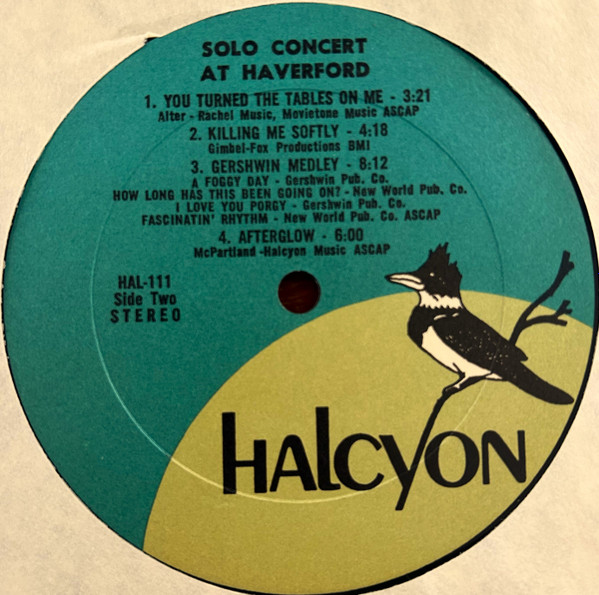 SOLO CONCERT
AT HAVERFORD
1. YOU TURNED THE TABLES ON ME - 3:21
Alter - Rachel Music, Movietone Music ASCAP
2. KILLING ME SOFTLY - 4:18
Gimbel-Fox Productions BMI
3. GERSHWIN MEDLEY - 8:12
A FOGGY DAY - Gershwin Pub. Co.
HOW LONG HAS THIS BEEN GOING ON? - New World Pub. Co.
I LOVE YOU PORGY - Gershwin Pub. Co.
FASCINATIN' RHYTHM - New World Pub. Co. ASCAP
4. AFTERGLOW - 6:00
McPartland -Halcyon Music ASCAP
HAL-111
Side Two
STEREO
HALCYON